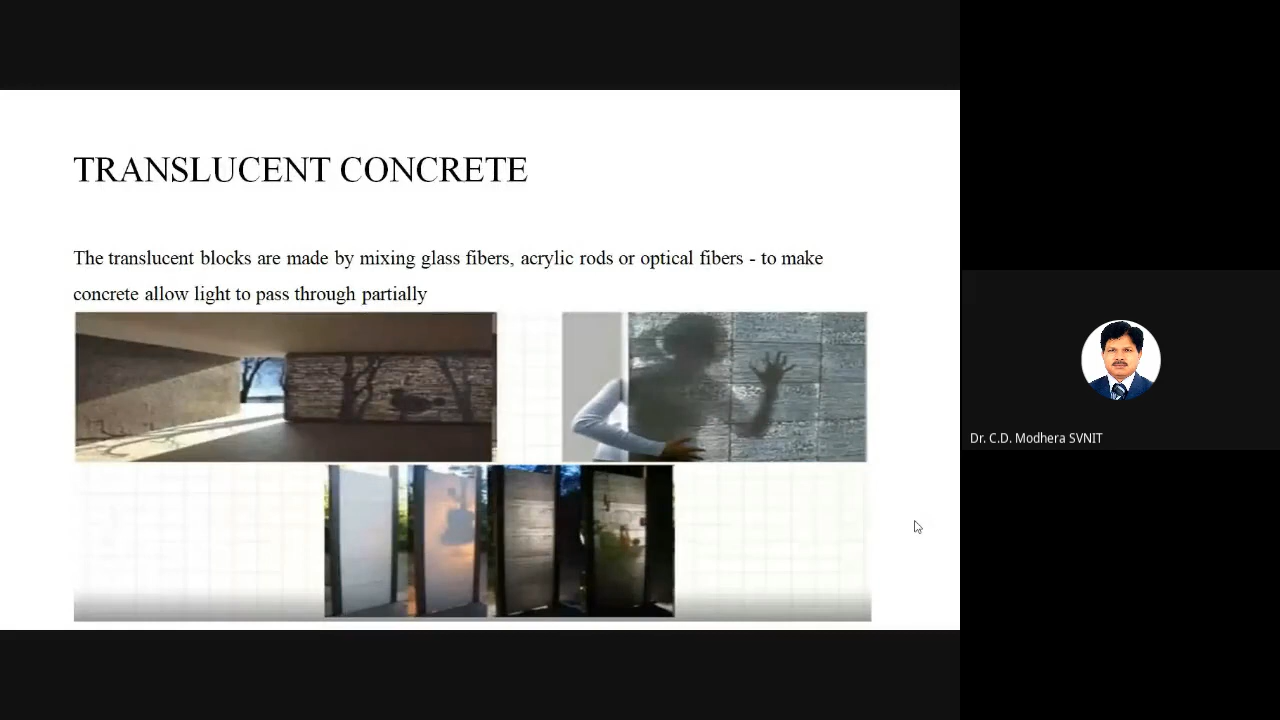 TRANSLUCENT CONCRETE
The translucent blocks are made by mixing glass fibers, acrylic rods or optical fibers - to make
concrete allow light to pass through partially
Dr. C.D. Modhera SVNIT